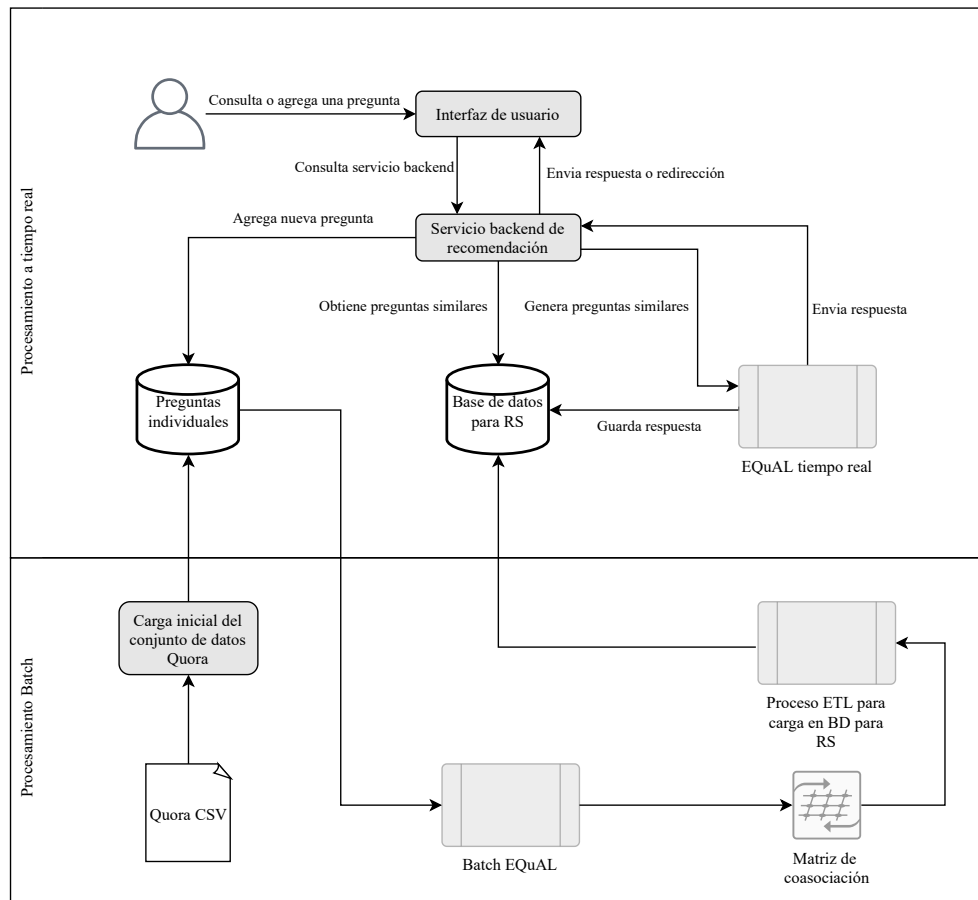 Procesamiento a tiempo real
Consulta o agrega una pregunta
Interfaz de usuario
Consulta servicio backend
Envia respuesta o redirección
Agrega nueva pregunta
Servicio backend de
recomendación
Obtiene preguntas similares
Genera preguntas similares
Envia respuesta
Preguntas
individuales
Base de datos
para RS
Guarda respuesta
EQuAL tiempo real
Procesamiento Batch
Carga inicial del
conjunto de datos
Quora
Proceso ETL para
carga en BD para
RS
Quora CSV
Batch EQuAL
Matriz de
coasociación